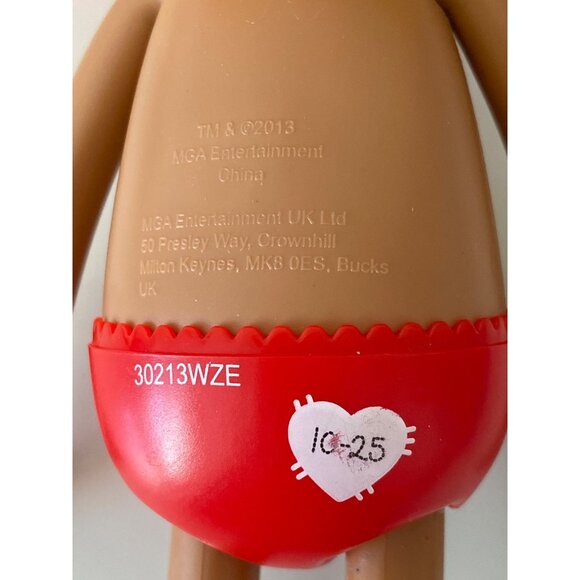 TM & ©2013
MGA Entertainment
China
MGA Entertainment UK Ltd
50 Presley Way, Crownhill
Milton Keynes, MK8 0ES, Bucks
UK
30213WZE
10-25